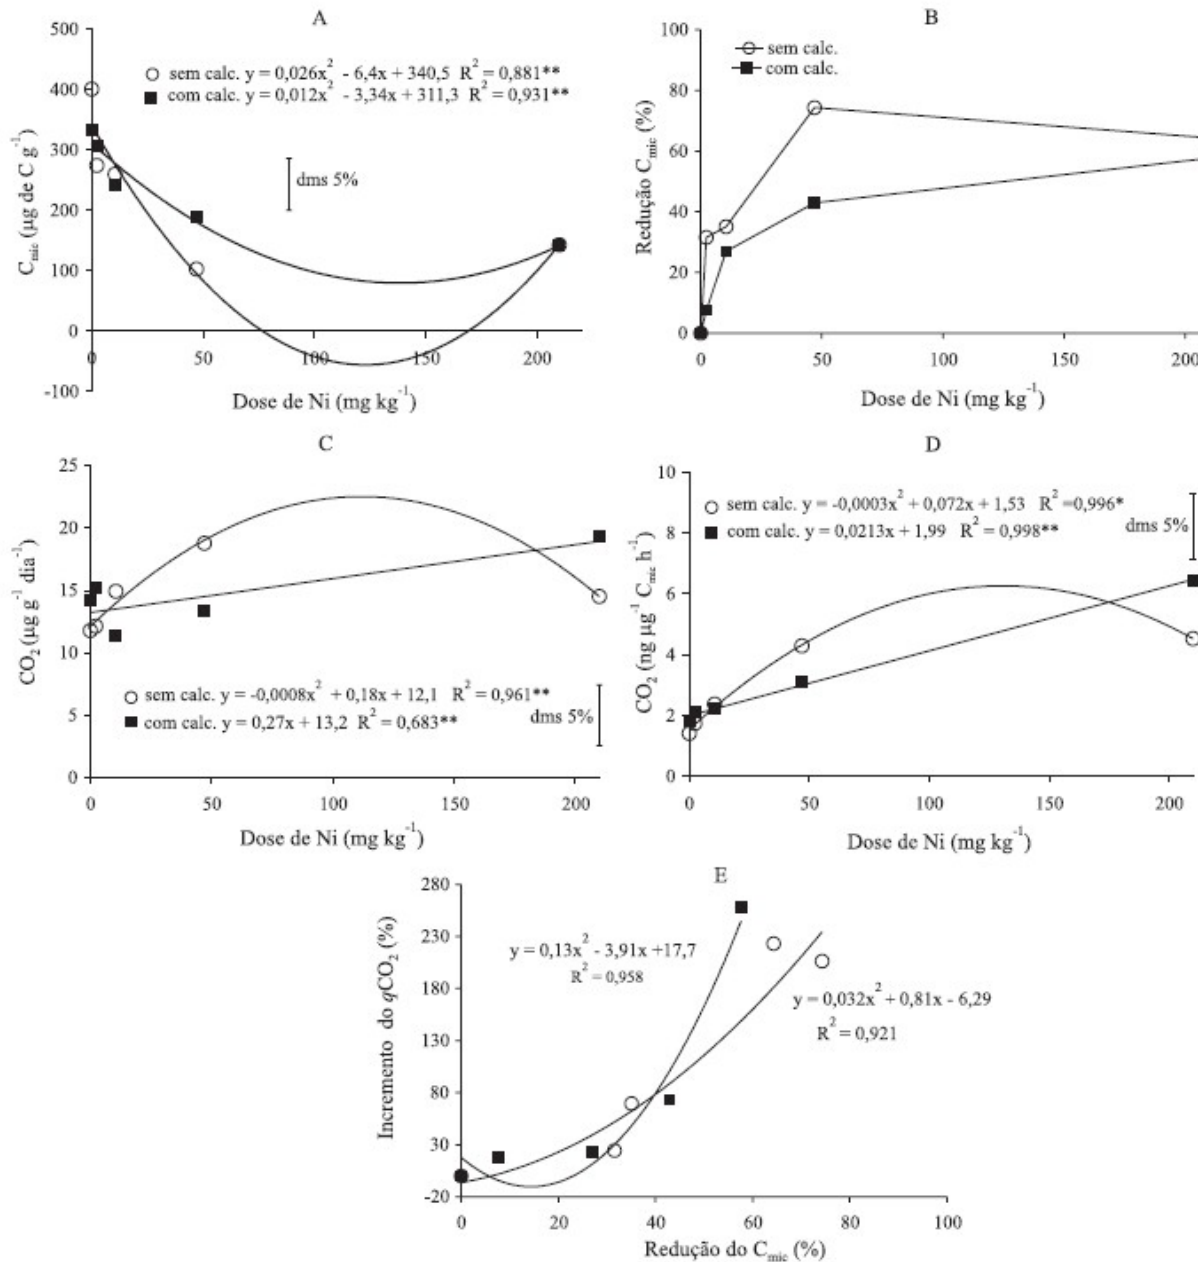 A
500
400
300
200
100
0
-100
C_mic (µg de C g⁻¹)
○ sem calc. y = 0,026x² - 6,4x + 340,5 R² = 0,881**
■ com calc. y = 0,012x² - 3,34x + 311,3 R² = 0,931**
dms 5%
0 50 100 150 200
Dose de Ni (mg kg⁻¹)
B
100
80
60
40
20
0
Redução C_mic (%)
sem calc.
com calc.
0 50 100 150 200
Dose de Ni (mg kg⁻¹)
C
25
20
15
10
5
0
CO₂ (µg g⁻¹ dia⁻¹)
○ sem calc. y = -0,0008x² + 0,18x + 12,1 R² = 0,961**
■ com calc. y = 0,27x + 13,2 R² = 0,683**
dms 5%
0 50 100 150 200
Dose de Ni (mg kg⁻¹)
D
10
8
6
4
2
0
CO₂ (ng µg⁻¹ C_mic h⁻¹)
○ sem calc. y = -0,0003x² + 0,072x + 1,53 R² =0,996*
■ com calc. y = 0,0213x + 1,99 R² = 0,998**
dms 5%
0 50 100 150 200
Dose de Ni (mg kg⁻¹)
E
280
230
180
130
80
30
-20
Incremento do qCO₂ (%)
y = 0,13x² - 3,91x +17,7
R² = 0,958
y = 0,032x² + 0,81x - 6,29
R² = 0,921
0 20 40 60 80 100
Redução do C_mic (%)